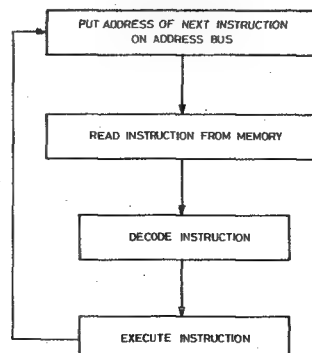 PUT ADDRESS OF NEXT INSTRUCTION
ON ADDRESS BUS
READ INSTRUCTION FROM MEMORY
DECODE INSTRUCTION
EXECUTE INSTRUCTION